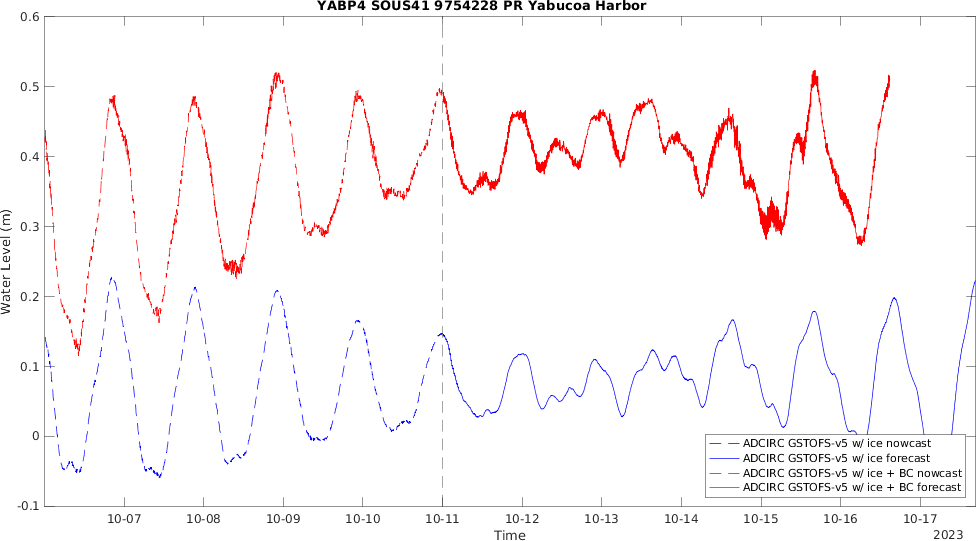 YABP4 SOUS41 9754228 PR Yabucoa Harbor
0.6
0.5
0.4
0.3
0.2
0.1
0
-0.1
Water Level (m)
ADCIRC GSTOFS-v5 w/ ice nowcast
ADCIRC GSTOFS-v5 w/ ice forecast
ADCIRC GSTOFS-v5 w/ ice + BC nowcast
ADCIRC GSTOFS-v5 w/ ice + BC forecast
10-07 10-08 10-09 10-10 10-11 10-12 10-13 10-14 10-15 10-16 10-17
Time
2023